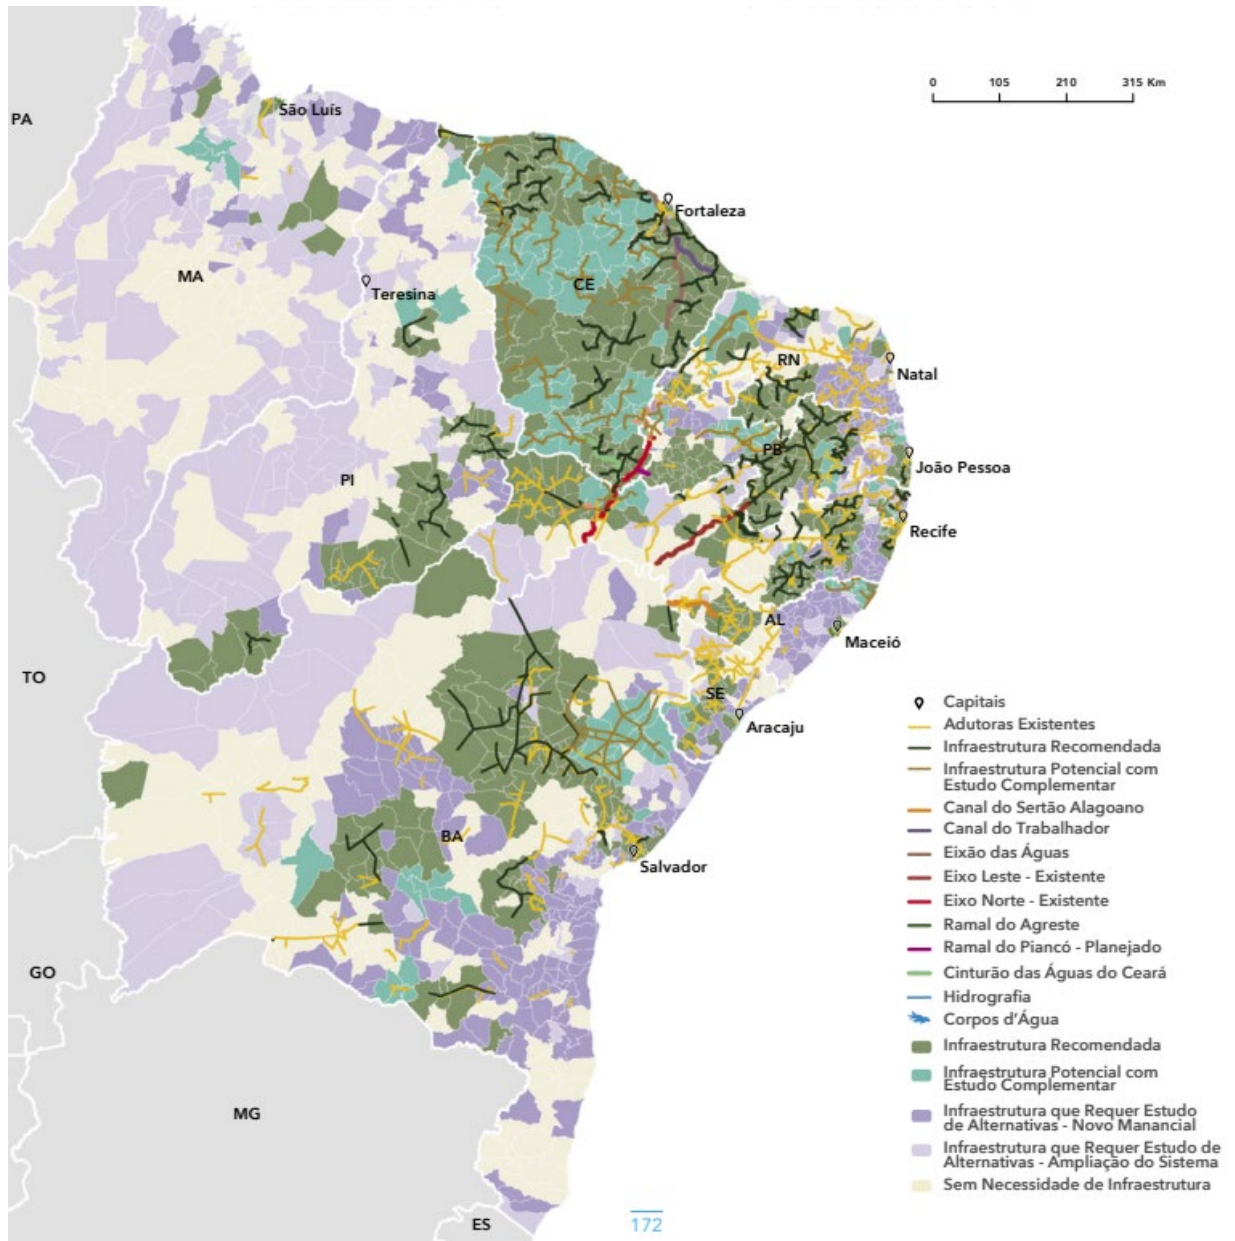 0 105 210 315 Km
São Luís
PA
Fortaleza
MA
CE
Teresina
RN
Natal
PB
João Pessoa
PI
Recife
AL
Maceió
TO
SE
Aracaju
BA
Salvador
GO
MG
ES
Capitais
Adutoras Existentes
Infraestrutura Recomendada
Infraestrutura Potencial com
Estudo Complementar
Canal do Sertão Alagoano
Canal do Trabalhador
Eixão das Águas
Eixo Leste - Existente
Eixo Norte - Existente
Ramal do Agreste
Ramal do Piancó - Planejado
Cinturão das Águas do Ceará
Hidrografia
Corpos d'Água
Infraestrutura Recomendada
Infraestrutura Potencial com
Estudo Complementar
Infraestrutura que Requer Estudo
de Alternativas - Novo Manancial
Infraestrutura que Requer Estudo de
Alternativas - Ampliação do Sistema
Sem Necessidade de Infraestrutura
172